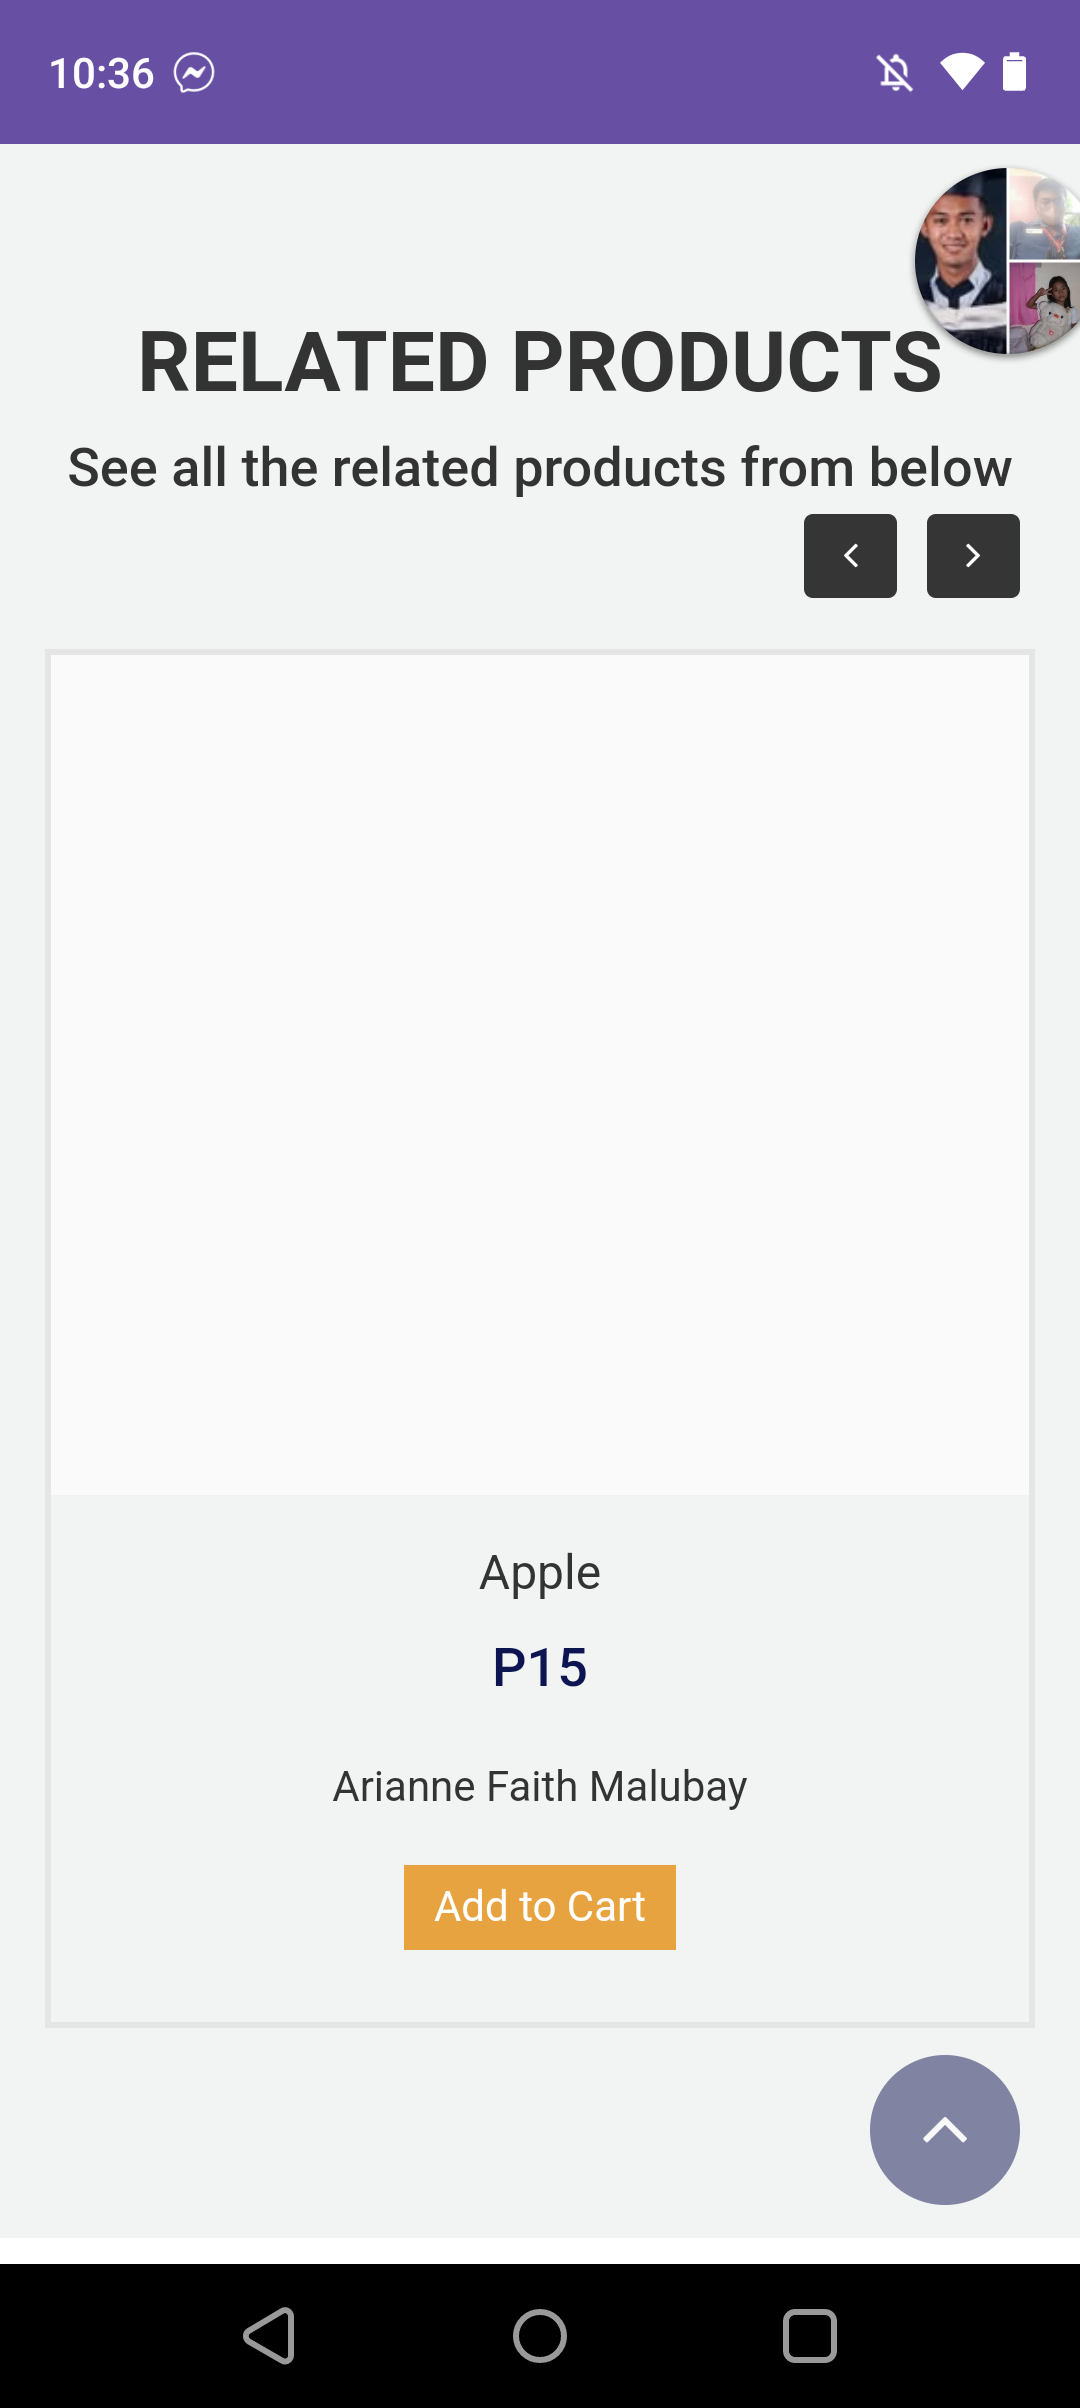 10:36
RELATED PRODUCTS
See all the related products from below
Apple
P15
Arianne Faith Malubay
Add to Cart